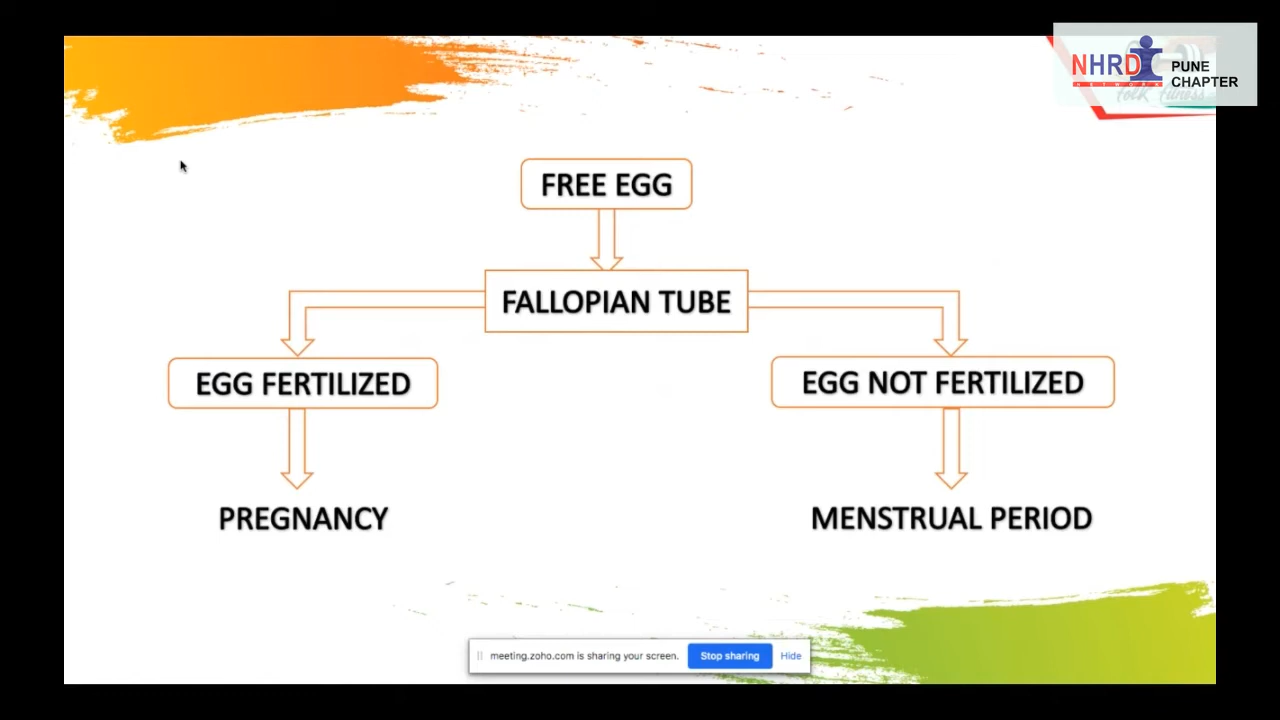 NHRD
NETWORK
PUNE
CHAPTER
FREE EGG
FALLOPIAN TUBE
EGG FERTILIZED
EGG NOT FERTILIZED
PREGNANCY
MENSTRUAL PERIOD
meeting.zoho.com is sharing your screen.
Stop sharing
Hide